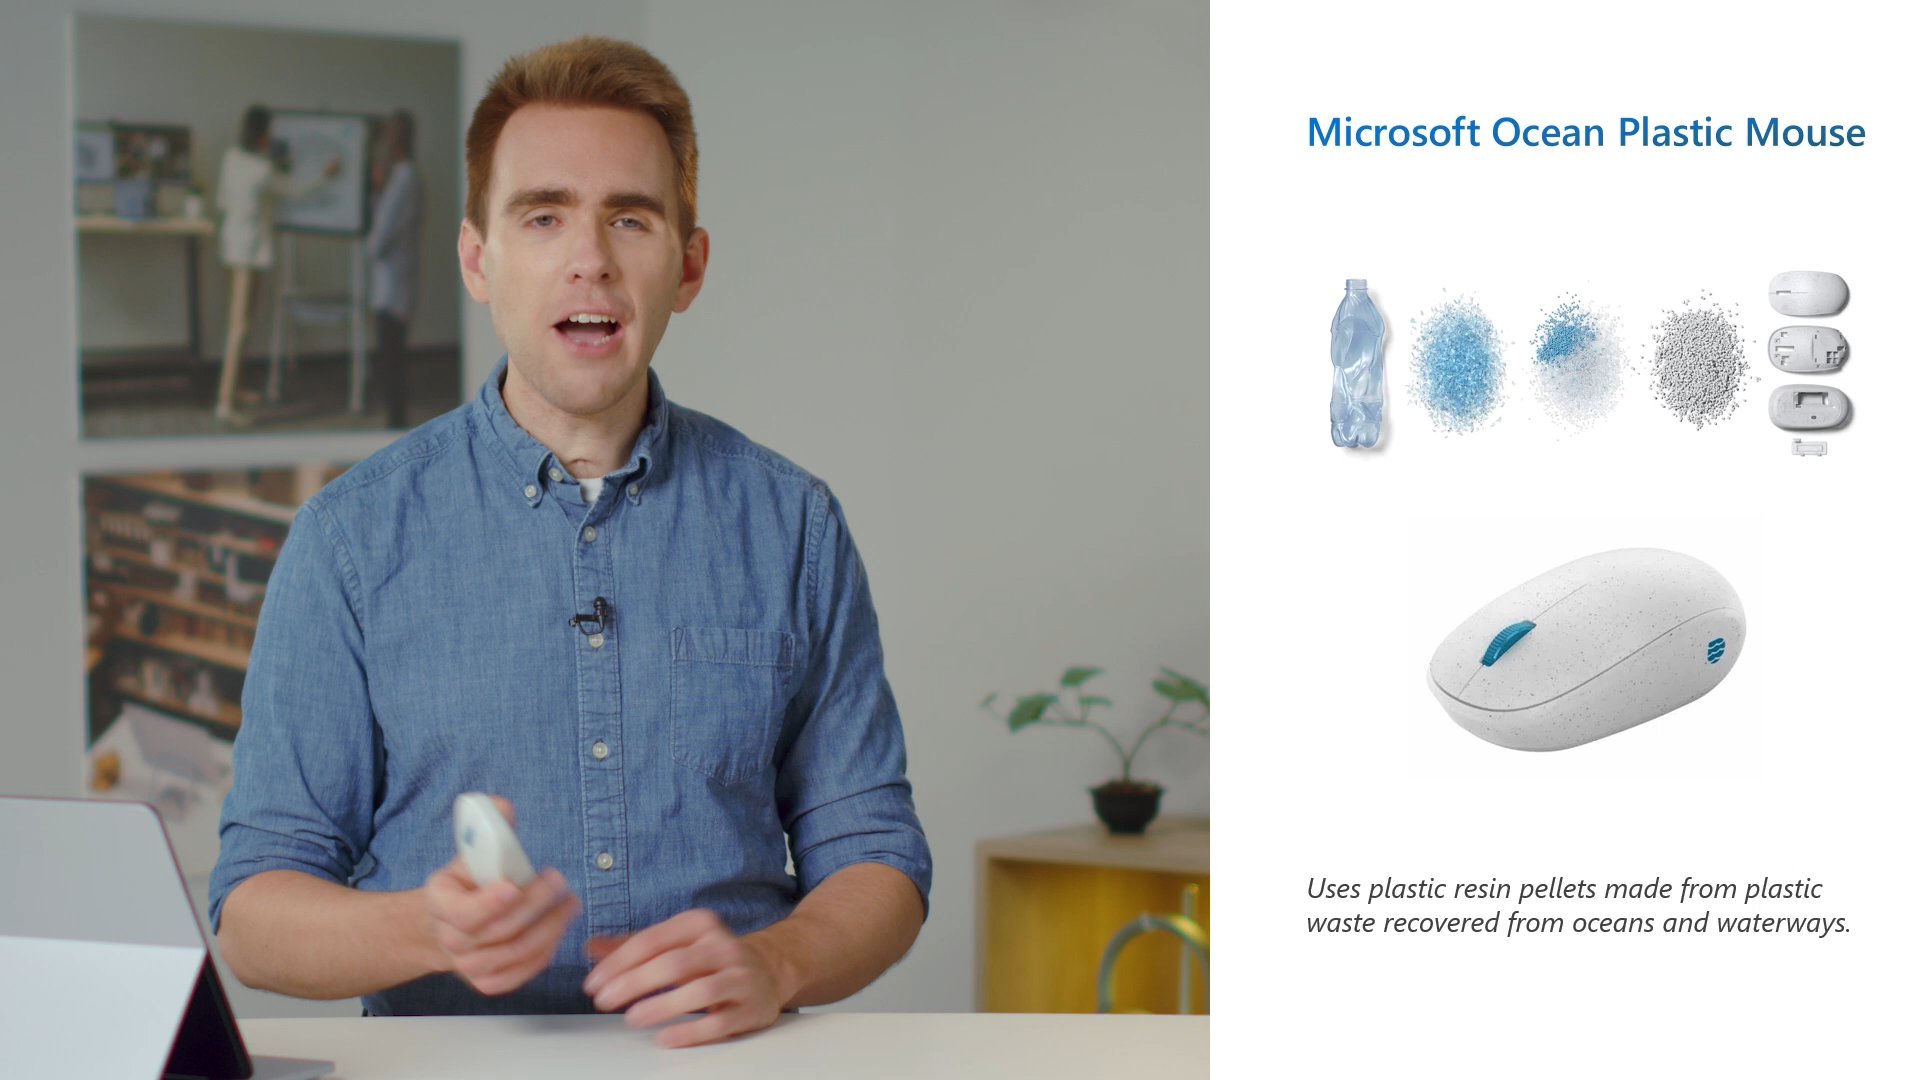 Microsoft Ocean Plastic Mouse
Uses plastic resin pellets made from plastic
waste recovered from oceans and waterways.